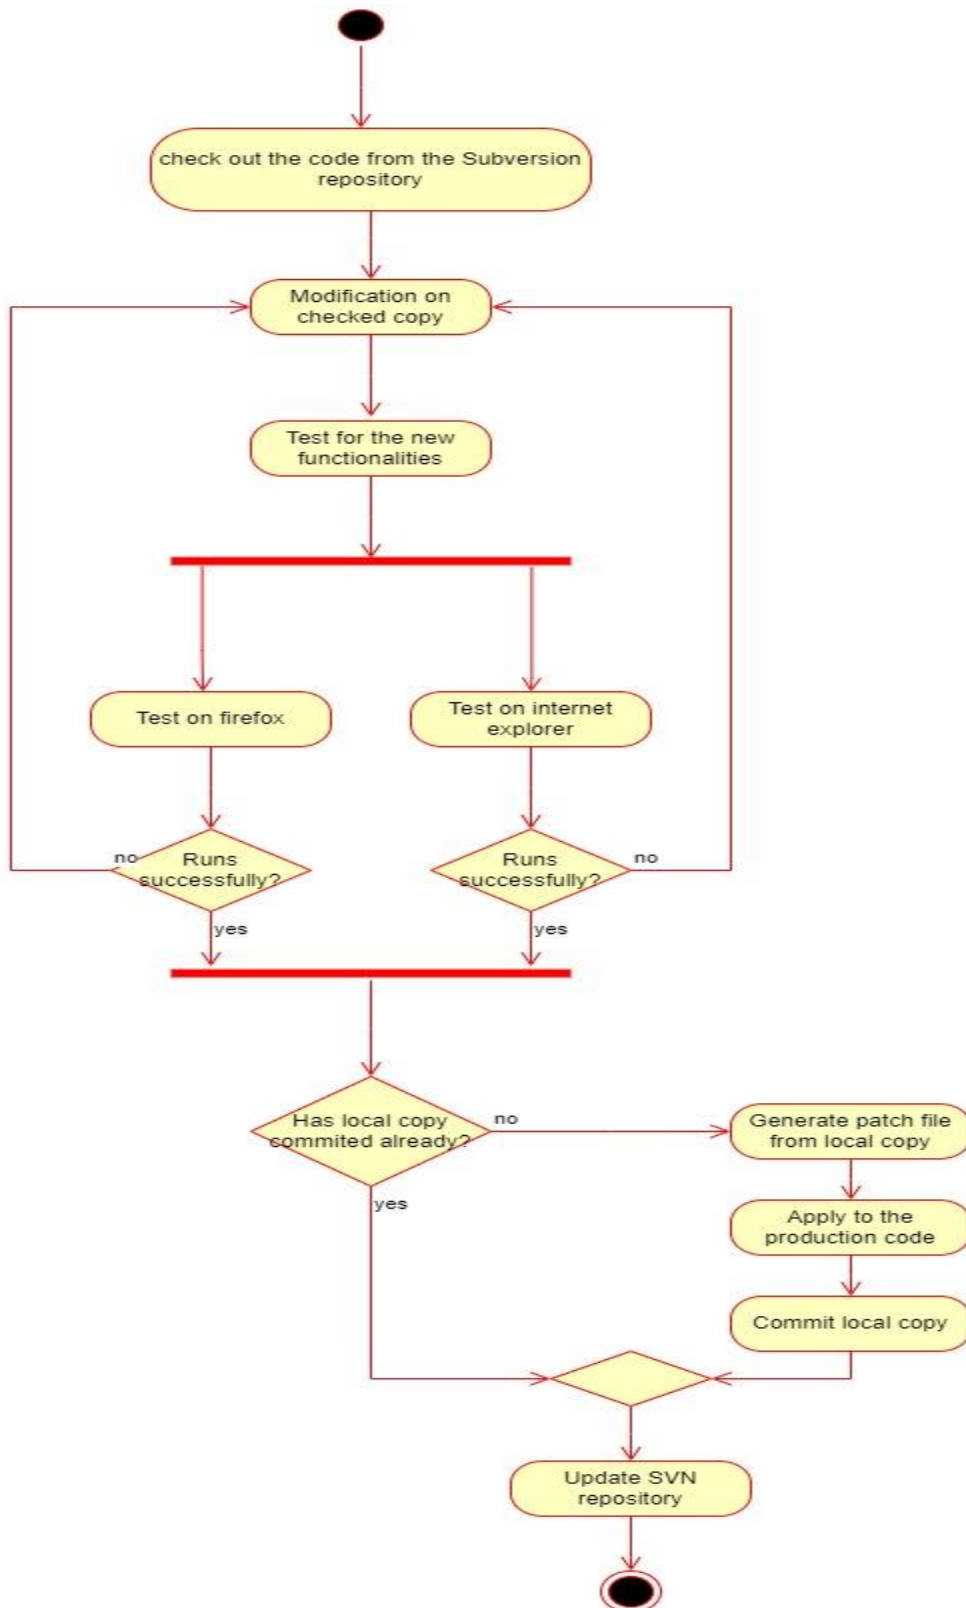 check out the code from the Subversion
repository
Modification on
checked copy
Test for the new
functionalities
Test on firefox
Test on internet
explorer
no
Runs
successfully?
Runs
successfully?
no
yes
yes
Has local copy
commited already?
no
Generate patch file
from local copy
yes
Apply to the
production code
Commit local copy
Update SVN
repository